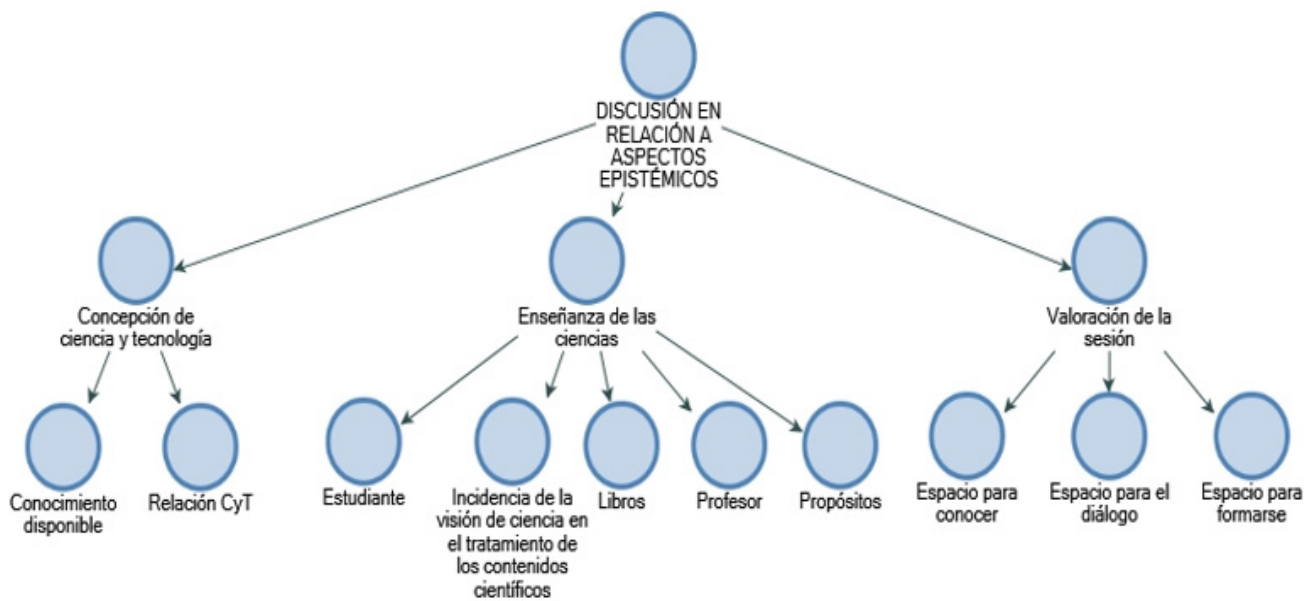 DISCUSIÓN EN
RELACIÓN A
ASPECTOS
EPISTÉMICOS
Concepción de
ciencia y tecnología
Enseñanza de las
ciencias
Valoración de la
sesión
Conocimiento
disponible
Relación CyT
Estudiante
Incidencia de la
visión de ciencia en
el tratamiento de
los contenidos
científicos
Libros
Profesor
Propósitos
Espacio para
conocer
Espacio para el
diálogo
Espacio para
formarse